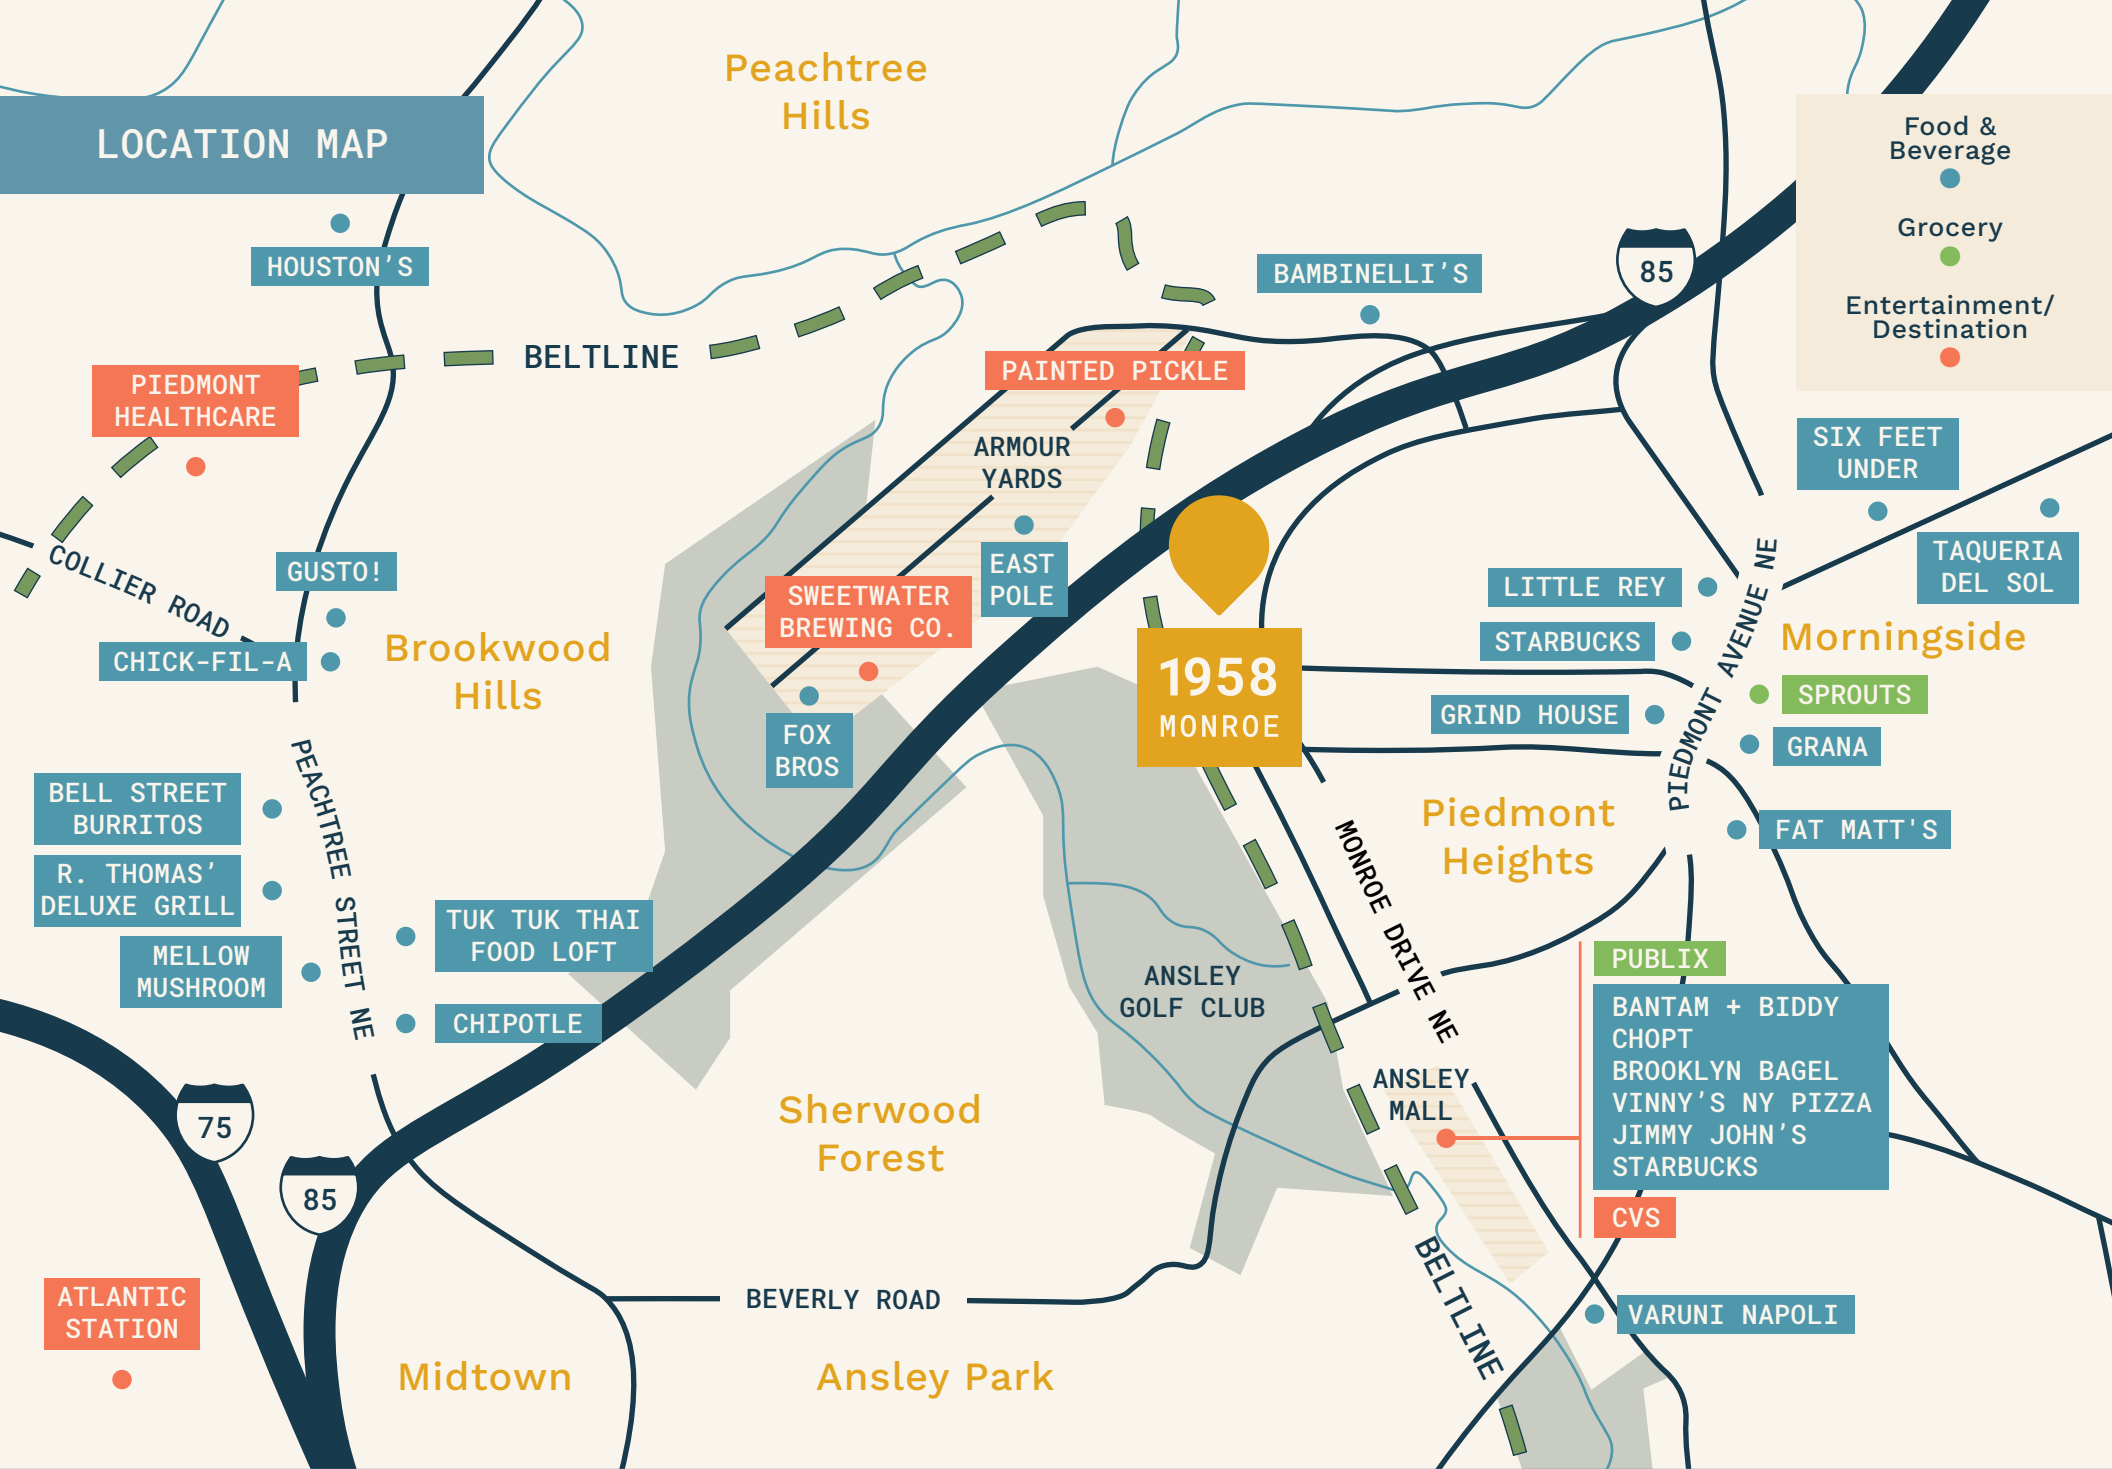 LOCATION MAP
Peachtree
Hills
Food &
Beverage
Grocery
Entertainment/
Destination
HOUSTON'S
BAMBINELLI'S
85
BELTLINE
PIEDMONT
HEALTHCARE
PAINTED PICKLE
ARMOUR
YARDS
SIX FEET
UNDER
TAQUERIA
DEL SOL
COLLIER ROAD
GUSTO!
CHICK-FIL-A
Brookwood
Hills
EAST
POLE
SWEETWATER
BREWING CO.
FOX
BROS
1958
MONROE
LITTLE REY
STARBUCKS
GRIND HOUSE
PIEDMONT AVENUE NE
Morningside
SPROUTS
GRANA
FAT MATT'S
Piedmont
Heights
PEACHTREE STREET NE
BELL STREET
BURRITOS
R. THOMAS’
DELUXE GRILL
MELLOW
MUSHROOM
TUK TUK THAI
FOOD LOFT
CHIPOTLE
MONROE DRIVE NE
ANSLEY
GOLF CLUB
ANSLEY
MALL
PUBLIX
BANTAM + BIDDY
CHOPT
BROOKLYN BAGEL
VINNY’S NY PIZZA
JIMMY JOHN’S
STARBUCKS
CVS
75
85
Sherwood
Forest
BELTLINE
VARUNI NAPOLI
BEVERLY ROAD
ATLANTIC
STATION
Midtown
Ansley Park